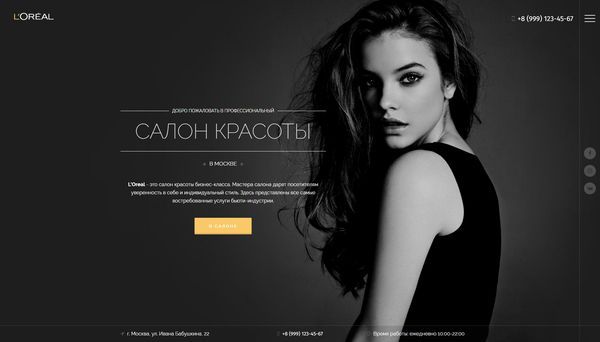 L'ORÉAL
+8 (999) 123-45-67
ДОБРО ПОЖАЛОВАТЬ В ПРОФЕССИОНАЛЬНЫЙ
САЛОН КРАСОТЫ
В МОСКВЕ
L'Oreal - это салон красоты бизнес-класса. Мастера салона дарят посетителям
уверенность в себе и индивидуальный стиль. Здесь представлены все самые
востребованные услуги бьюти-индустрии.
О САЛОНЕ
г. Москва, ул. Ивана Бабушкина, 22
+8 (999) 123-45-67
Время работы: ежедневно 10:00-22:00